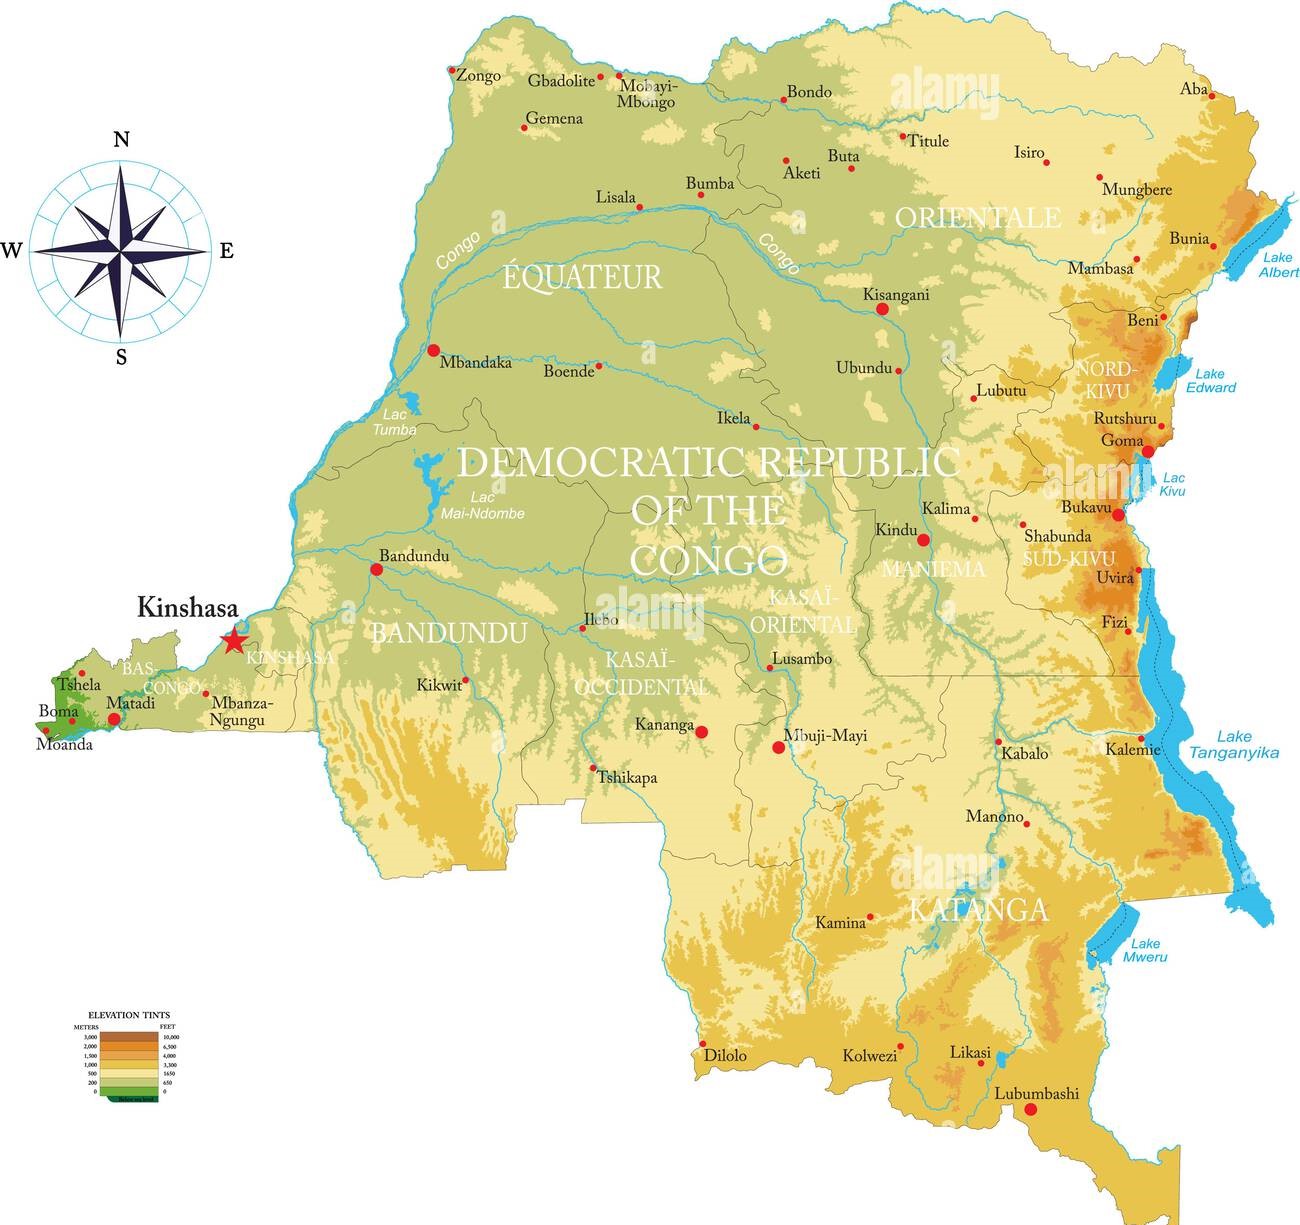 Zongo
Gbadolite
Mobayi-
Mbongo
Gemena
Bondo
Aba
Titule
Buta
Aketi
Isiro
Mungbere
Bumba
Lisala
N
W
E
S
Congo
Congo
ORIENTALE
ÉQUATEUR
Bunia
Mambasa
Lake
Albert
Kisangani
Beni
Mbandaka
Boende
Ubundu
NORD-
KIVU
Lake
Edward
Lubutu
Lac
Tumba
Ikela
Rutshuru
Goma
DEMOCRATIC REPUBLIC
OF THE
CONGO
Lac
Kivu
Lac
Mai-Ndombe
Kalima
Bukavu
Kindu
Shabunda
SUD-KIVU
Bandundu
MANIEMA
Uvira
Kinshasa
KASAÏ-
ORIENTAL
Ilebo
Fizi
BANDUNDU
KINSHASA
BAS-
CONGO
KASAÏ-
OCCIDENTAL
Lusambo
Tshela
Kikwit
Matadi
Mbanza-
Ngungu
Boma
Moanda
Kananga
Mbuji-Mayi
Kabalo
Kalemie
Lake
Tanganyika
Tshikapa
Manono
KATANGA
Kamina
Lake
Mweru
Dilolo
Kolwezi
Likasi
Lubumbashi
ELEVATION TINTS
METERS FEET
3,000 10,000
2,000 6,500
1,500 4,000
1,000 3,300
500 1650
200 650
0 0
Below sea level
alamy
alamy
alamy
alamy
a
a
a
a
a
a
a
a
a
a
a
a
a
a